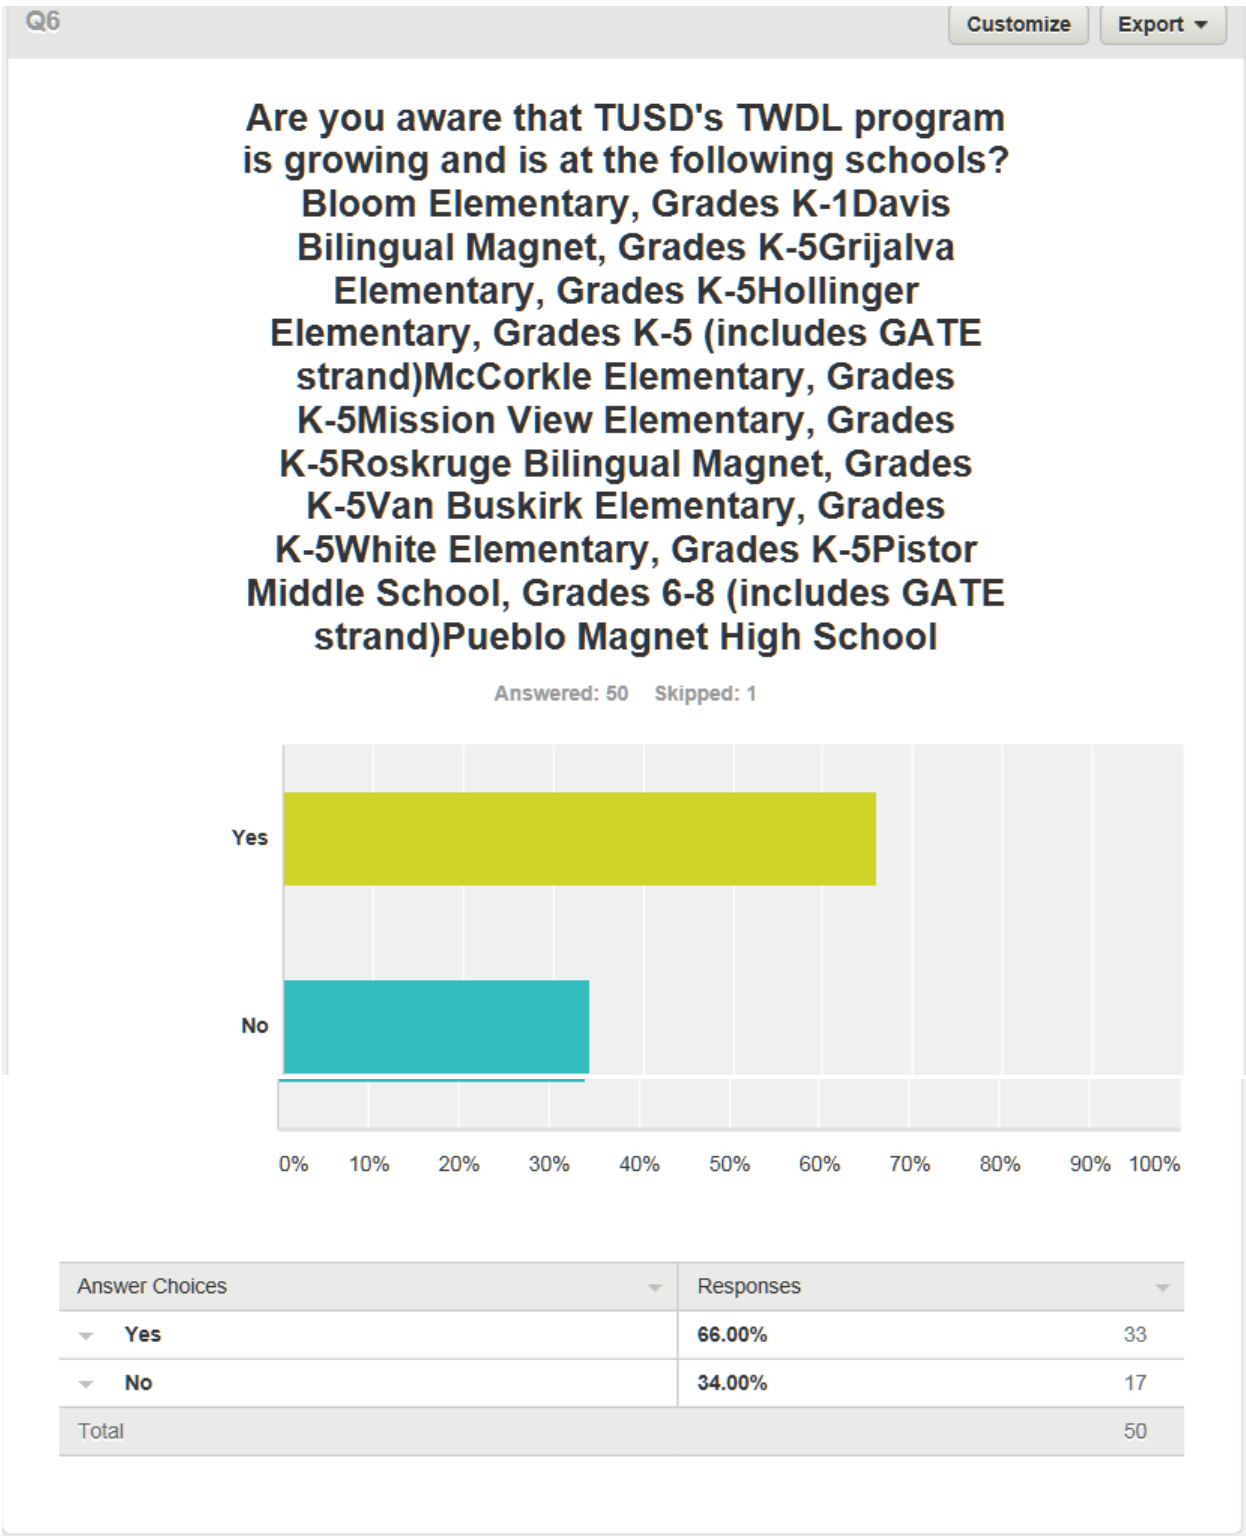 Q6
Customize Export
Are you aware that TUSD's TWDL program
is growing and is at the following schools?
Bloom Elementary, Grades K-1Davis
Bilingual Magnet, Grades K-5Grijalva
Elementary, Grades K-5Hollinger
Elementary, Grades K-5 (includes GATE
strand)McCorkle Elementary, Grades
K-5Mission View Elementary, Grades
K-5Roskruge Bilingual Magnet, Grades
K-5Van Buskirk Elementary, Grades
K-5White Elementary, Grades K-5Pistor
Middle School, Grades 6-8 (includes GATE
strand)Pueblo Magnet High School
Answered: 50 Skipped: 1
Yes
No
0% 10% 20% 30% 40% 50% 60% 70% 80% 90% 100%
Answer Choices Responses
Yes 66.00% 33
No 34.00% 17
Total 50